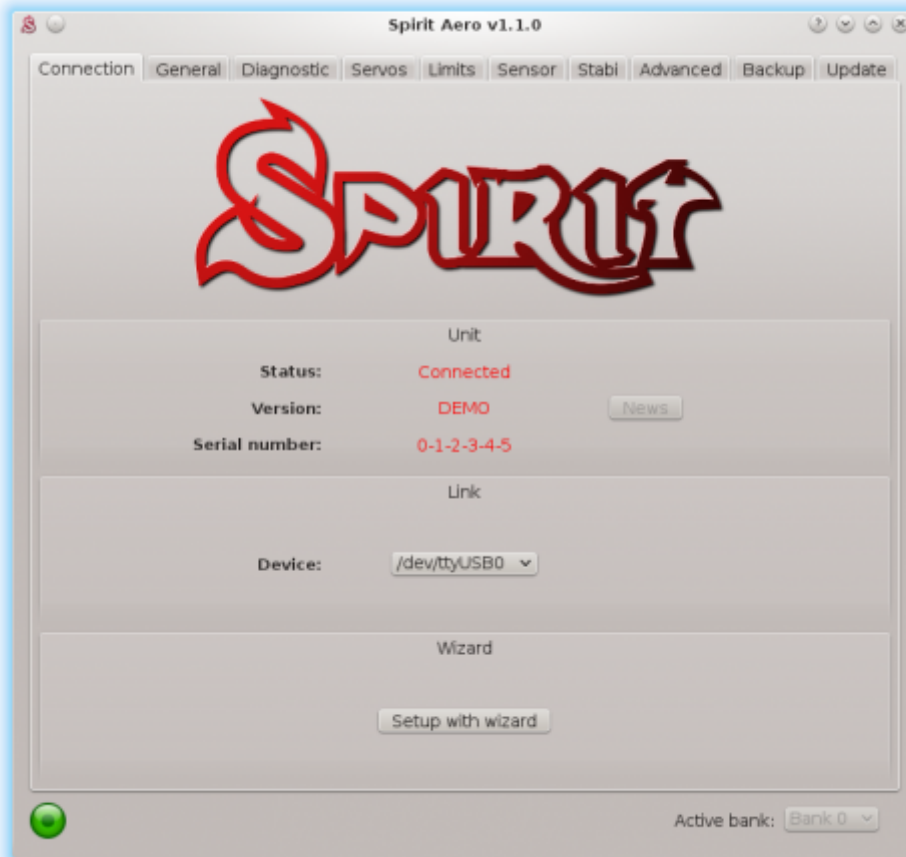 Spirit Aero v1.1.0
Connection General Diagnostic Servos Limits Sensor Stabi Advanced Backup Update
SPIRIT
Unit
Status: Connected
Version: DEMO News
Serial number: 0-1-2-3-4-5
Link
Device: /dev/ttyUSB0
Wizard
Setup with wizard
Active bank: Bank 0